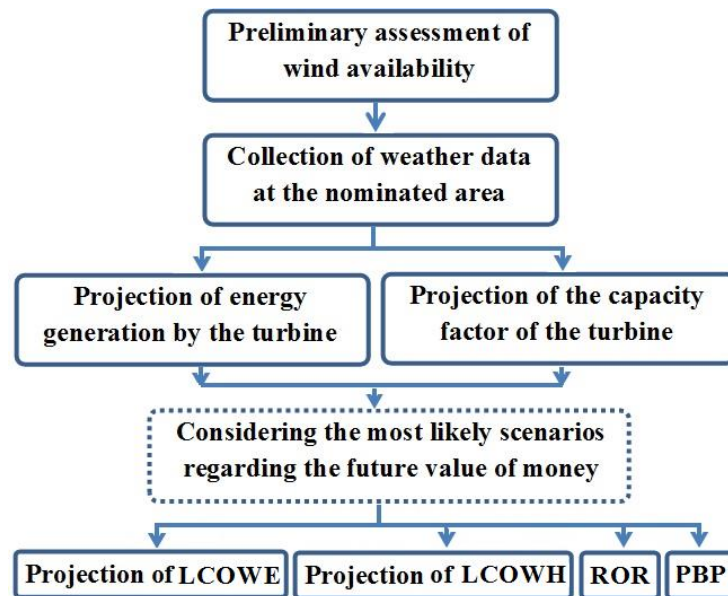 Preliminary assessment of
wind availability
Collection of weather data
at the nominated area
Projection of energy
generation by the turbine
Projection of the capacity
factor of the turbine
Considering the most likely scenarios
regarding the future value of money
Projection of LCOWE
Projection of LCOWH
ROR
PBP